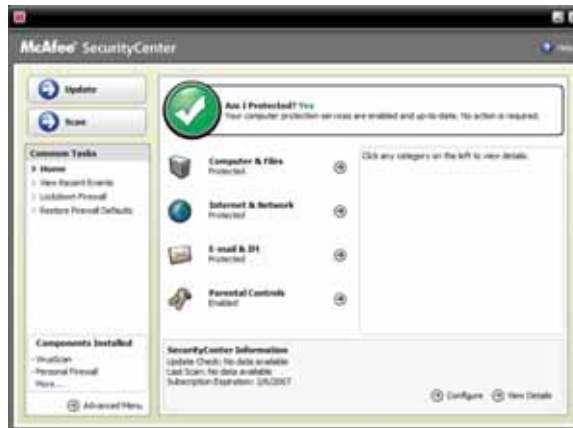 McAfee SecurityCenter
Help
Update
Scan
Common Tasks
Home
View Recent Events
Lockdown Firewall
Restore Firewall Defaults
Components Installed
VirusScan
Personal Firewall
More...
Advanced Menu
Am I Protected? Yes
Your computer protection services are enabled and up-to-date. No action is required.
Computer & Files
Protected
Internet & Network
Protected
E-mail & IM
Protected
Parental Controls
Enabled
Click any category on the left to view details.
SecurityCenter Information
Update Check: No data available
Last Scan: No data available
Subscription Expiration: 2/6/2007
Configure
View Details